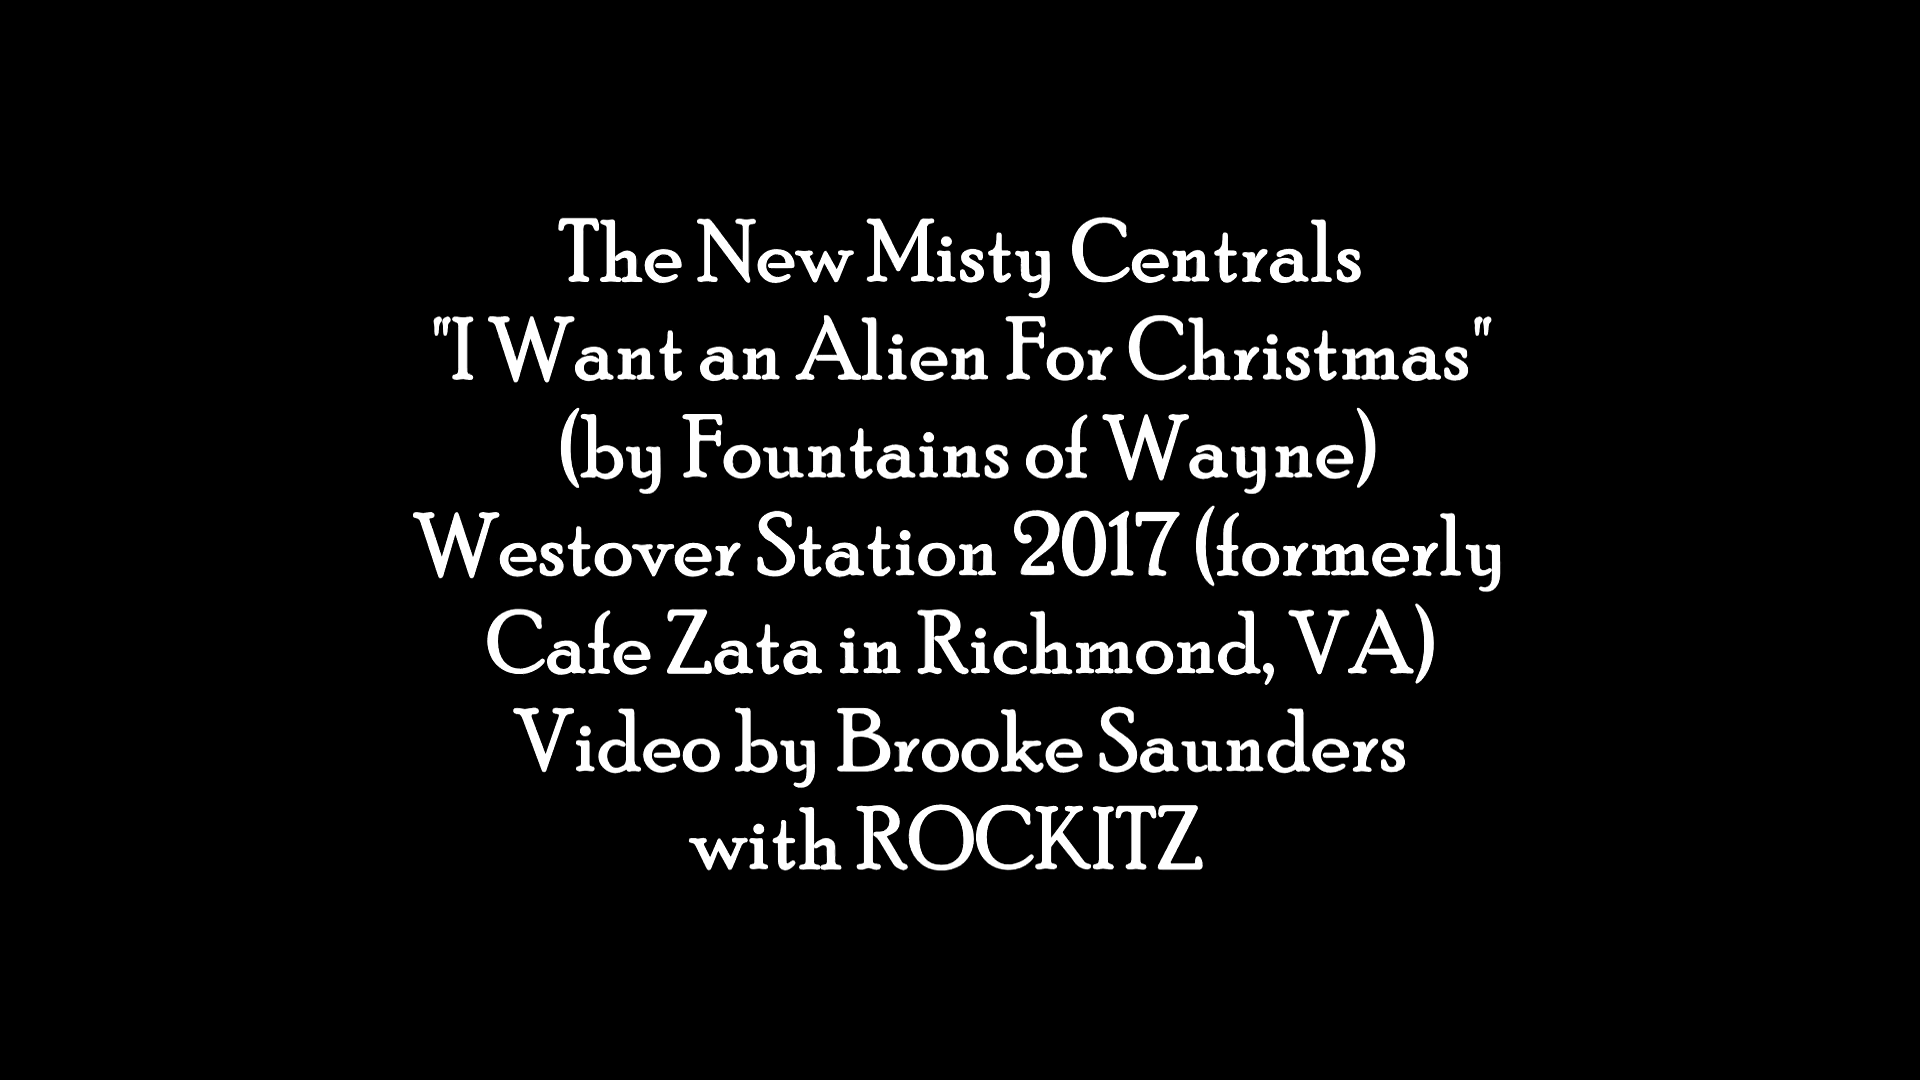 The New Misty Centrals
"I Want an Alien For Christmas"
(by Fountains of Wayne)
Westover Station 2017 (formerly
Cafe Zata in Richmond, VA)
Video by Brooke Saunders
with ROCKITZ